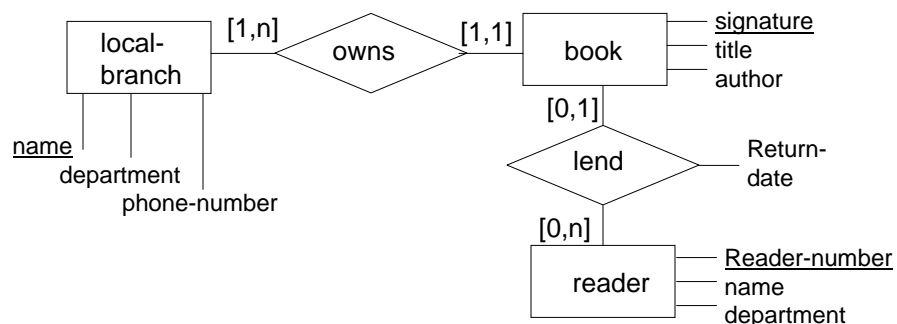 local-
branch
[1,n]
owns
[1,1]
book
signature
title
author
name
department
phone-number
[0,1]
lend
Return-
date
[0,n]
reader
Reader-number
name
department